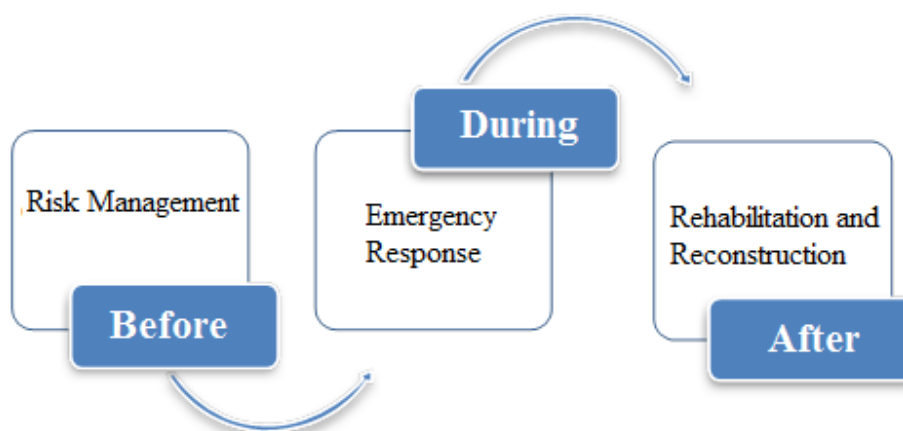 Risk Management
Before
During
Emergency
Response
Rehabilitation and
Reconstruction
After